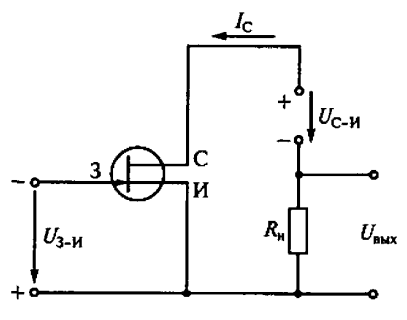 I_С
+
U_С-И
−
З
С
И
−
U_З-И
R_н
U_вых
+